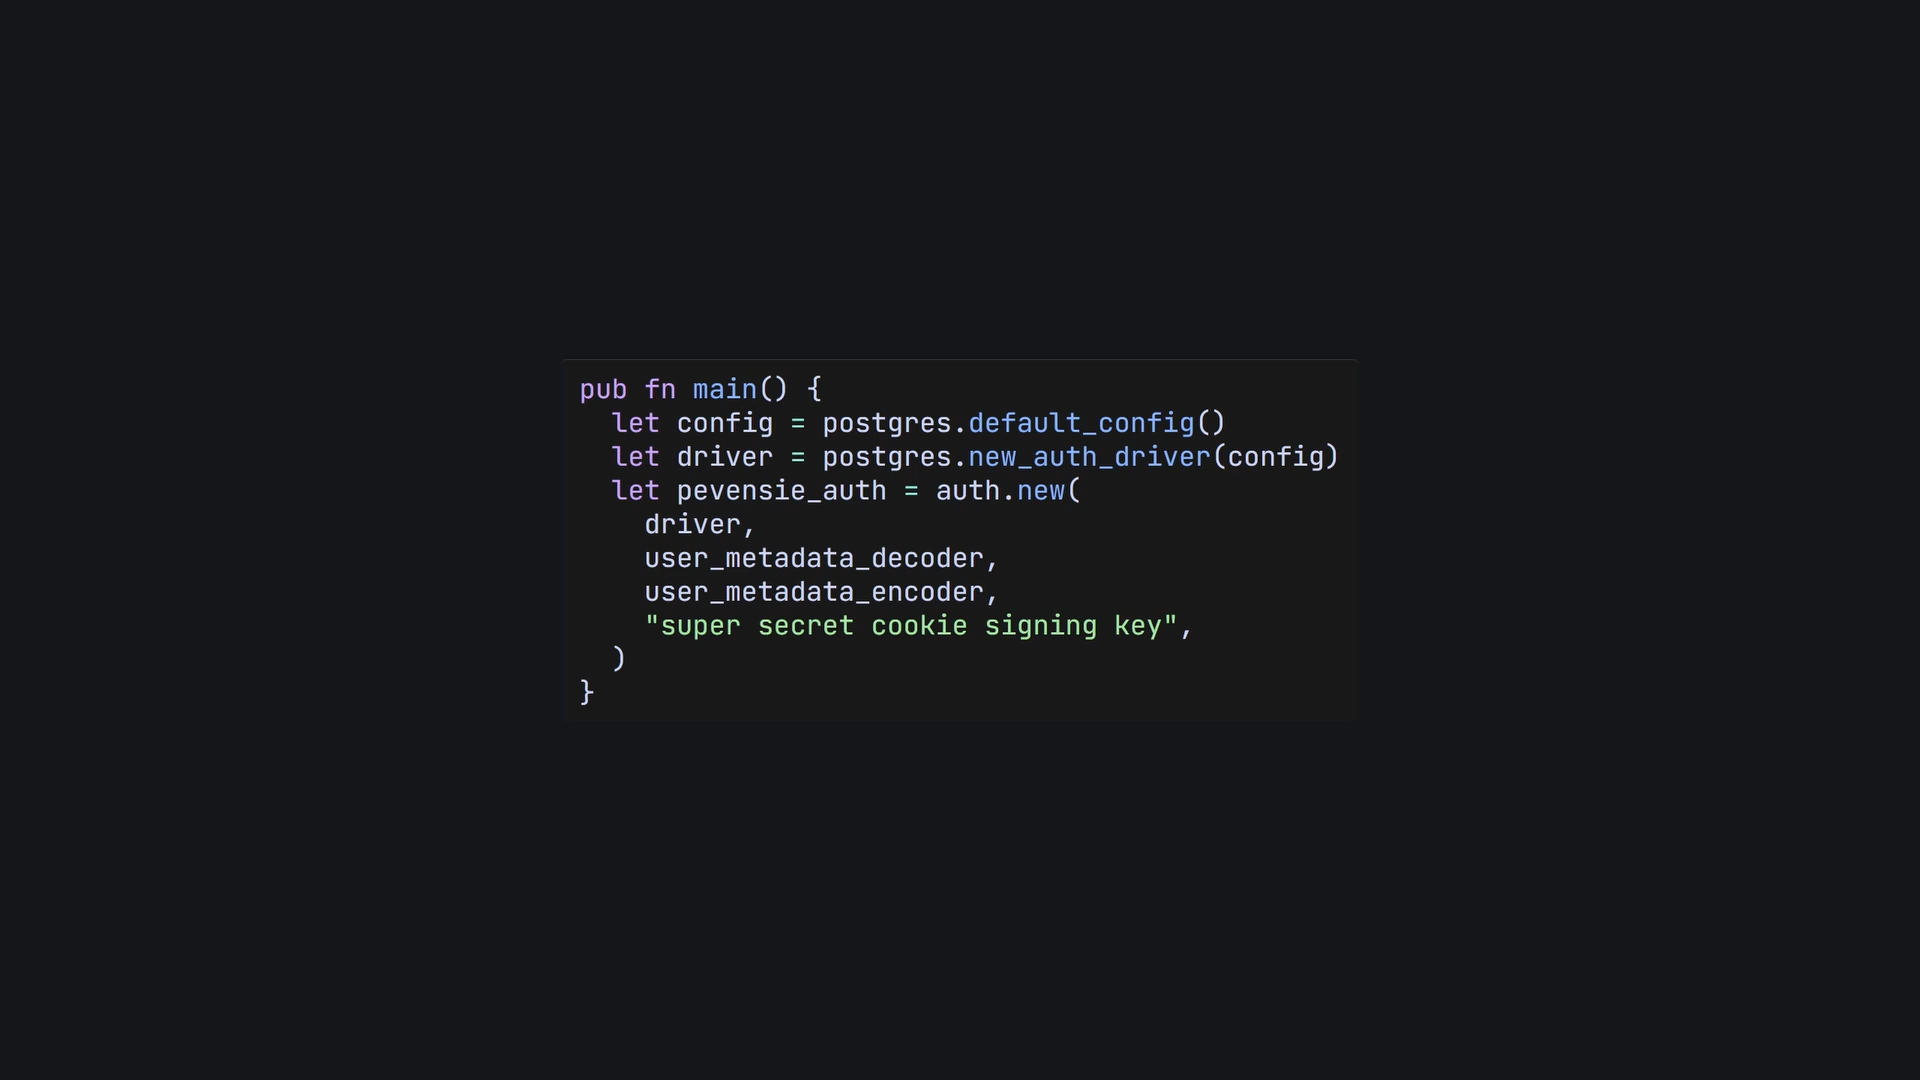 pub fn main() {
  let config = postgres.default_config()
  let driver = postgres.new_auth_driver(config)
  let pevensie_auth = auth.new(
    driver,
    user_metadata_decoder,
    user_metadata_encoder,
    "super secret cookie signing key",
  )
}